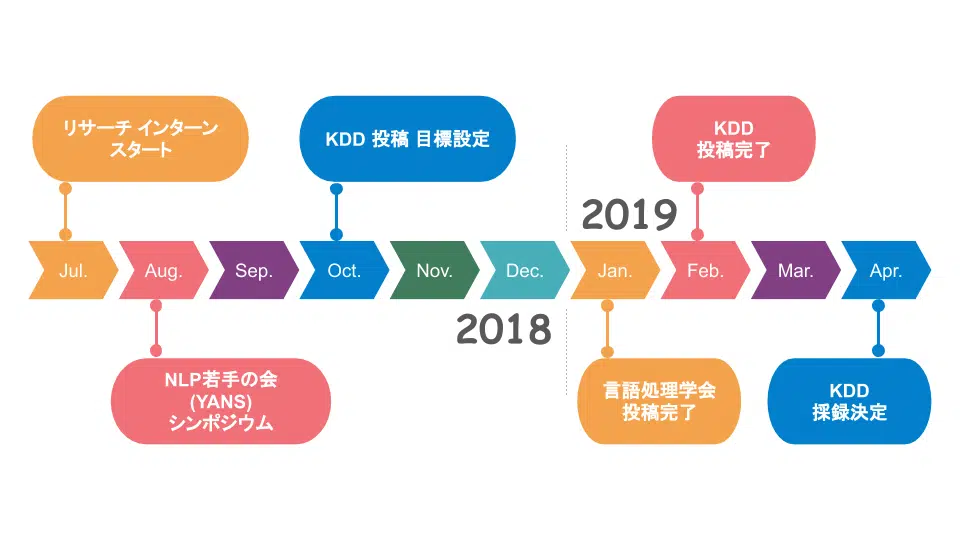 リサーチ インターン
スタート
KDD 投稿 目標設定
KDD
投稿完了
2019
Jul.
Aug.
Sep.
Oct.
Nov.
Dec.
Jan.
Feb.
Mar.
Apr.
2018
NLP若手の会
(YANS)
シンポジウム
言語処理学会
投稿完了
KDD
採録決定